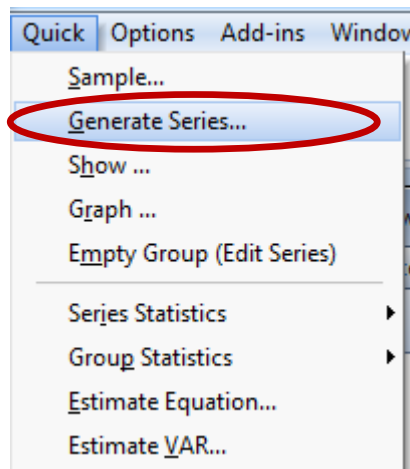 Quick Options Add-ins Window
Sample...
Generate Series...
Show ...
Graph ...
Empty Group (Edit Series)
Series Statistics
Group Statistics
Estimate Equation...
Estimate VAR...